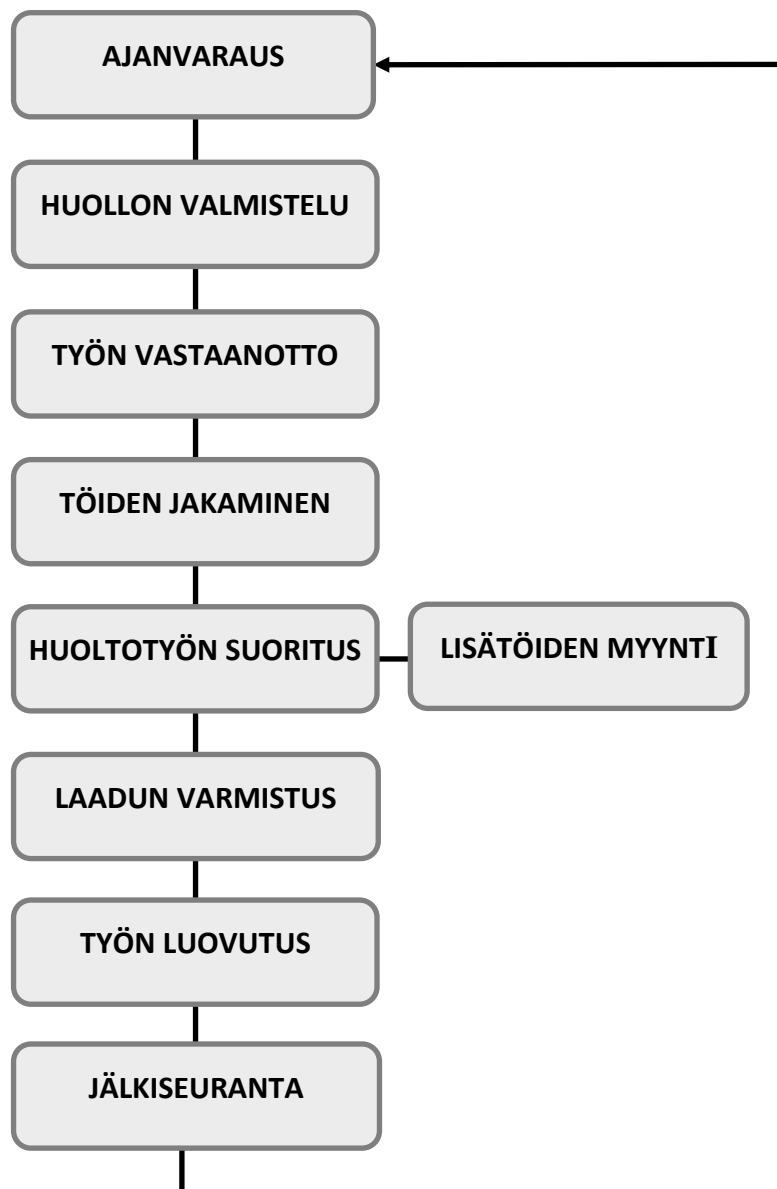 AJANVARAUS
HUOLLON VALMISTELU
TYÖN VASTAANOTTO
TÖIDEN JAKAMINEN
HUOLTOTYÖN SUORITUS
LISÄTÖIDEN MYYNTI
LAADUN VARMISTUS
TYÖN LUOVUTUS
JÄLKISEURANTA